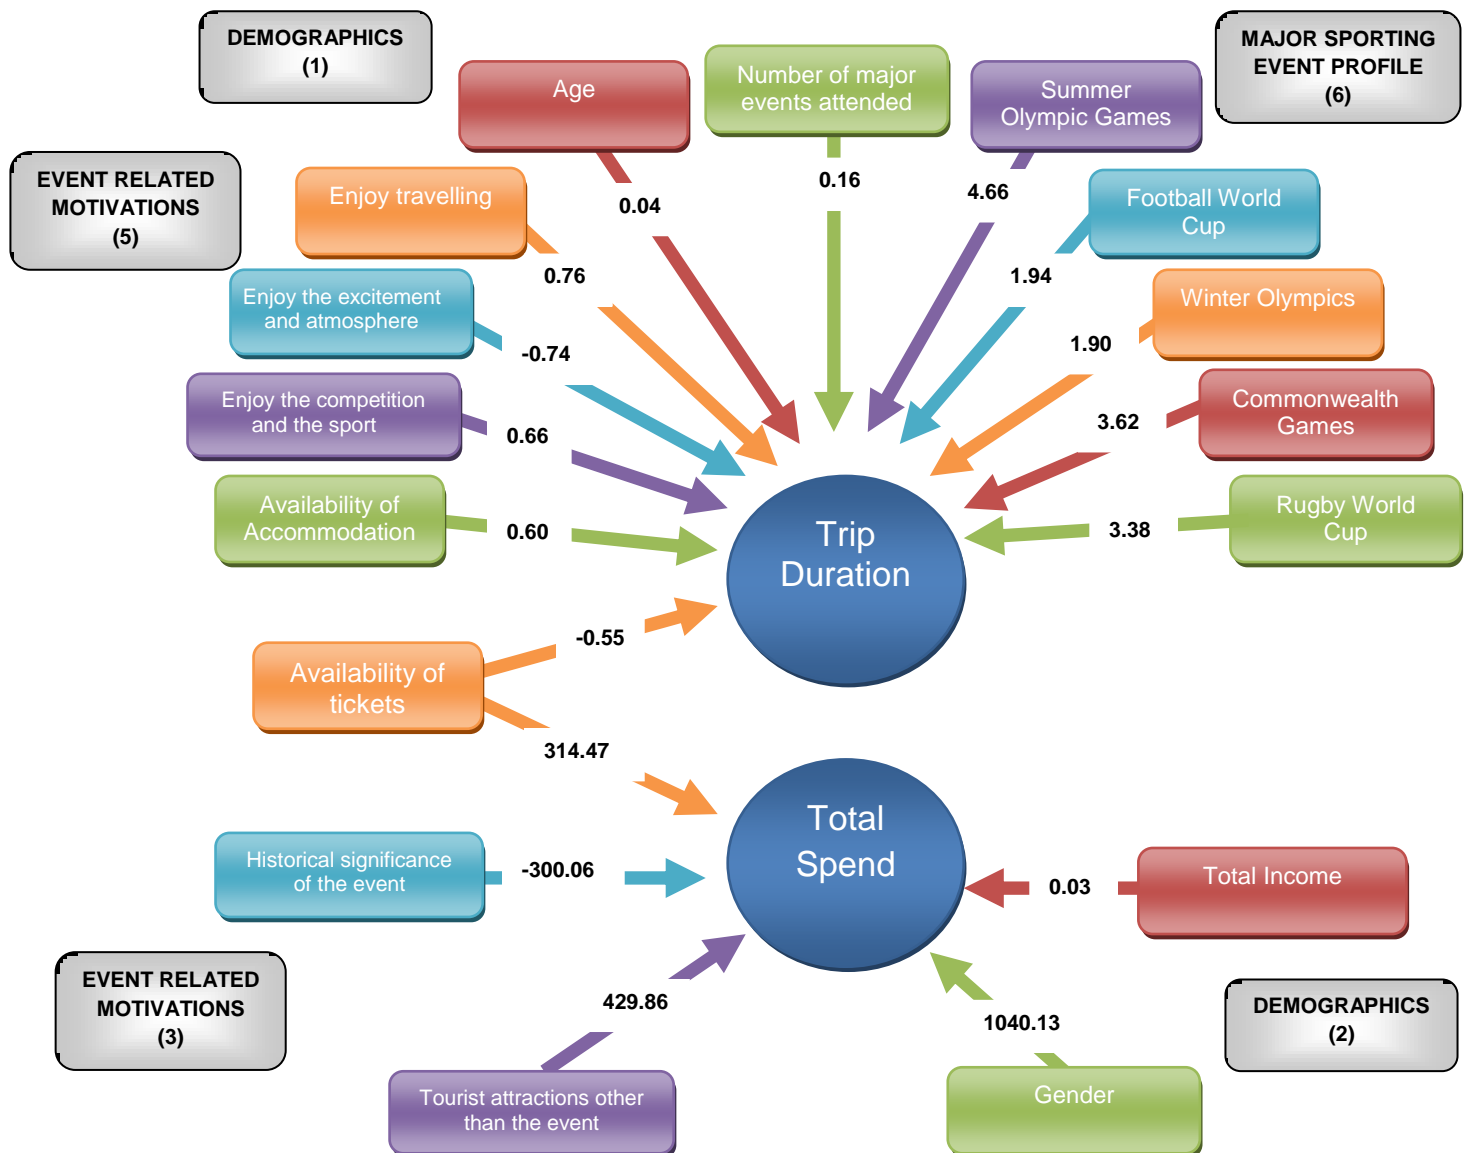 DEMOGRAPHICS
(1)
MAJOR SPORTING
EVENT PROFILE
(6)
Age
Number of major
events attended
Summer
Olympic Games
EVENT RELATED
MOTIVATIONS
(5)
Enjoy travelling
0.04
0.16
4.66
Football World
Cup
Enjoy the excitement
and atmosphere
0.76
1.94
Winter Olympics
-0.74
1.90
Enjoy the competition
and the sport
0.66
3.62
Commonwealth
Games
Availability of
Accommodation
0.60
Trip
Duration
3.38
Rugby World
Cup
Availability of
tickets
-0.55
314.47
Total
Spend
Historical significance
of the event
-300.06
0.03
Total Income
EVENT RELATED
MOTIVATIONS
(3)
429.86
1040.13
DEMOGRAPHICS
(2)
Tourist attractions other
than the event
Gender